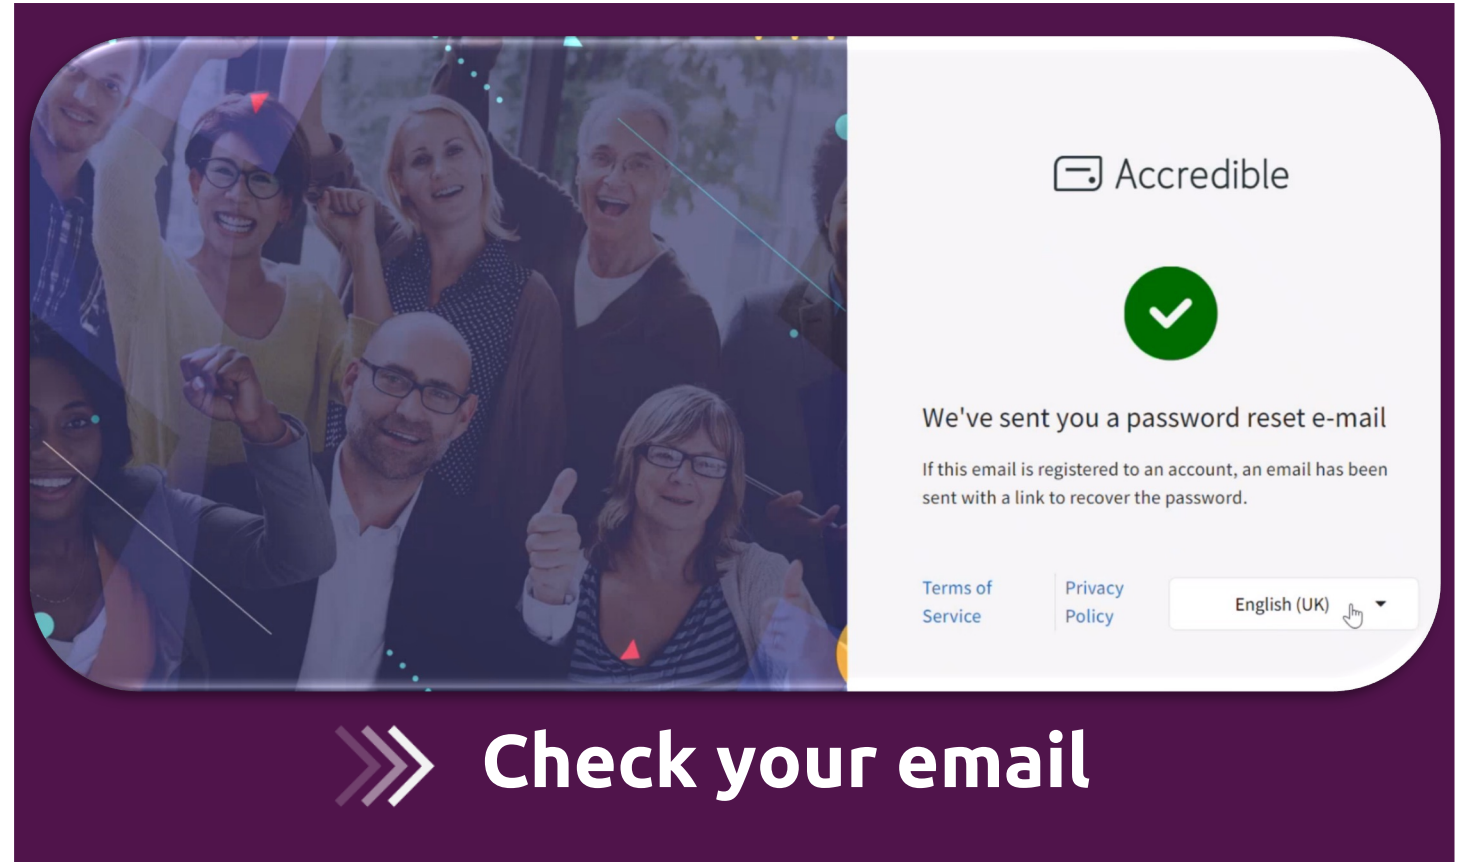 Accredible
We've sent you a password reset e-mail
If this email is registered to an account, an email has been
sent with a link to recover the password.
Terms of
Service
Privacy
Policy
English (UK)
Check your email